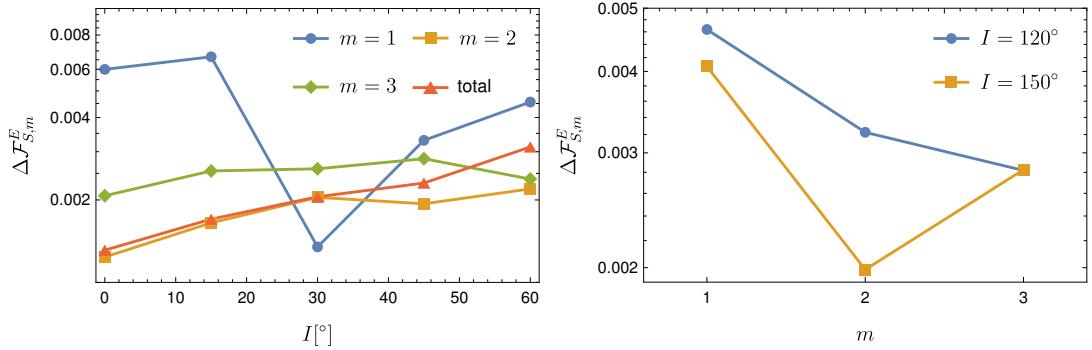 0.008
0.006
0.004
0.002
ΔF^E_{S,m}
m = 1
m = 2
m = 3
total
0 10 20 30 40 50 60
I[°]
0.005
0.004
0.003
0.002
ΔF^E_{S,m}
I = 120°
I = 150°
1 2 3
m